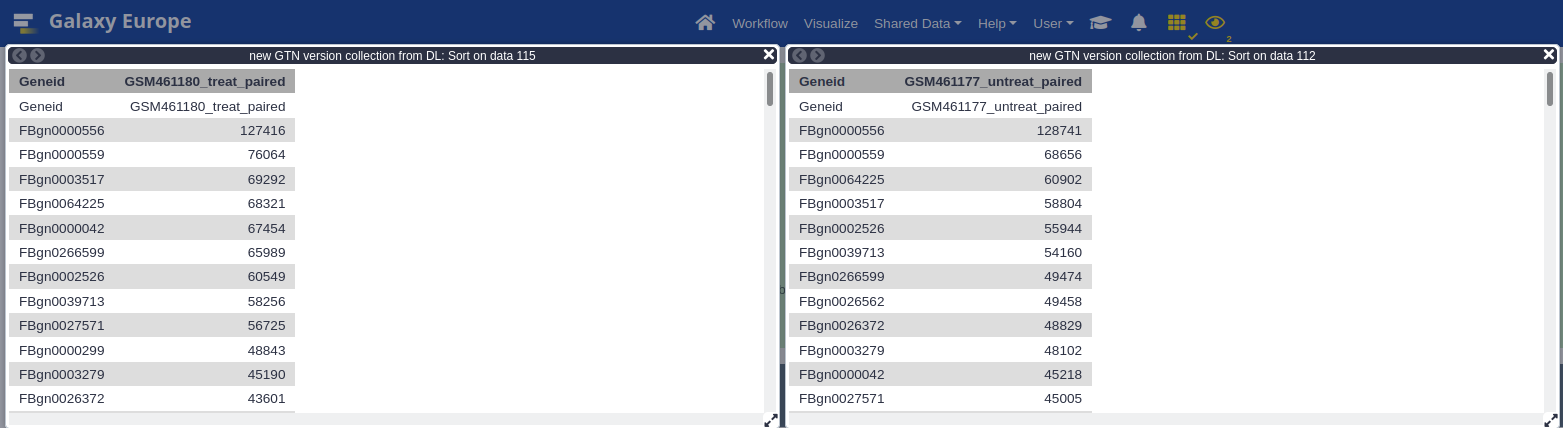 Galaxy Europe
Workflow Visualize Shared Data Help User 2
new GTN version collection from DL: Sort on data 115
Geneid GSM461180_treat_paired
Geneid GSM461180_treat_paired
FBgn0000556 127416
FBgn0000559 76064
FBgn0003517 69292
FBgn0064225 68321
FBgn0000042 67454
FBgn0266599 65989
FBgn0002526 60549
FBgn0039713 58256
FBgn0027571 56725
FBgn0000299 48843
FBgn0003279 45190
FBgn0026372 43601
new GTN version collection from DL: Sort on data 112
Geneid GSM461177_untreat_paired
Geneid GSM461177_untreat_paired
FBgn0000556 128741
FBgn0000559 68656
FBgn0064225 60902
FBgn0003517 58804
FBgn0002526 55944
FBgn0039713 54160
FBgn0266599 49474
FBgn0026562 49458
FBgn0026372 48829
FBgn0003279 48102
FBgn0000042 45218
FBgn0027571 45005